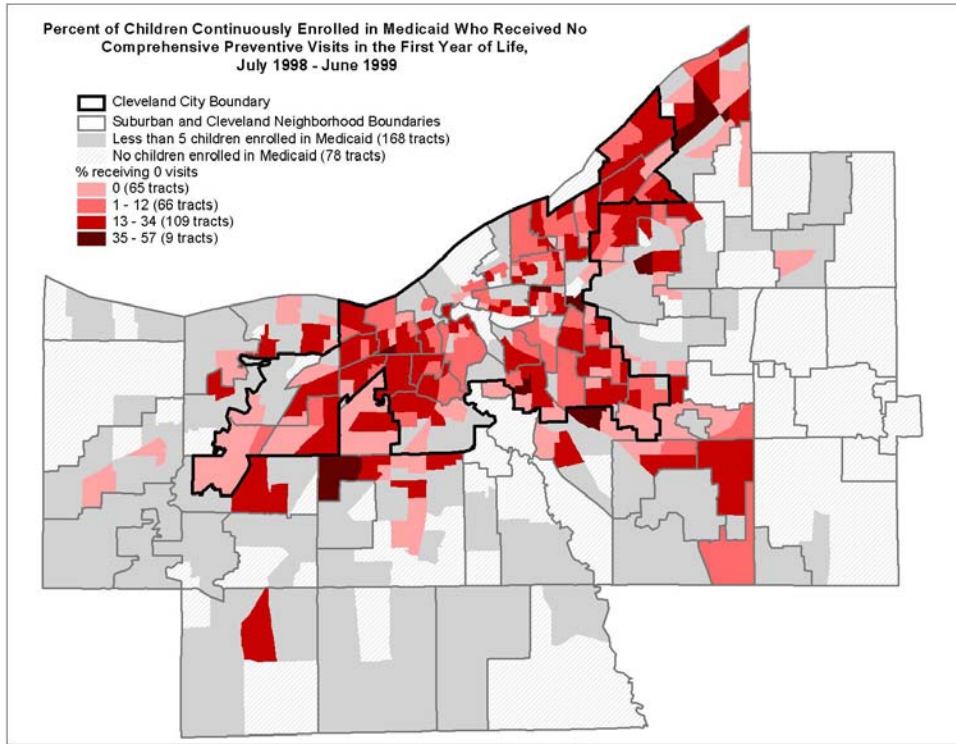 Percent of Children Continuously Enrolled in Medicaid Who Received No
Comprehensive Preventive Visits in the First Year of Life,
July 1998 - June 1999
Cleveland City Boundary
Suburban and Cleveland Neighborhood Boundaries
Less than 5 children enrolled in Medicaid (168 tracts)
No children enrolled in Medicaid (78 tracts)
% receiving 0 visits
0 (65 tracts)
1 - 12 (66 tracts)
13 - 34 (109 tracts)
35 - 57 (9 tracts)